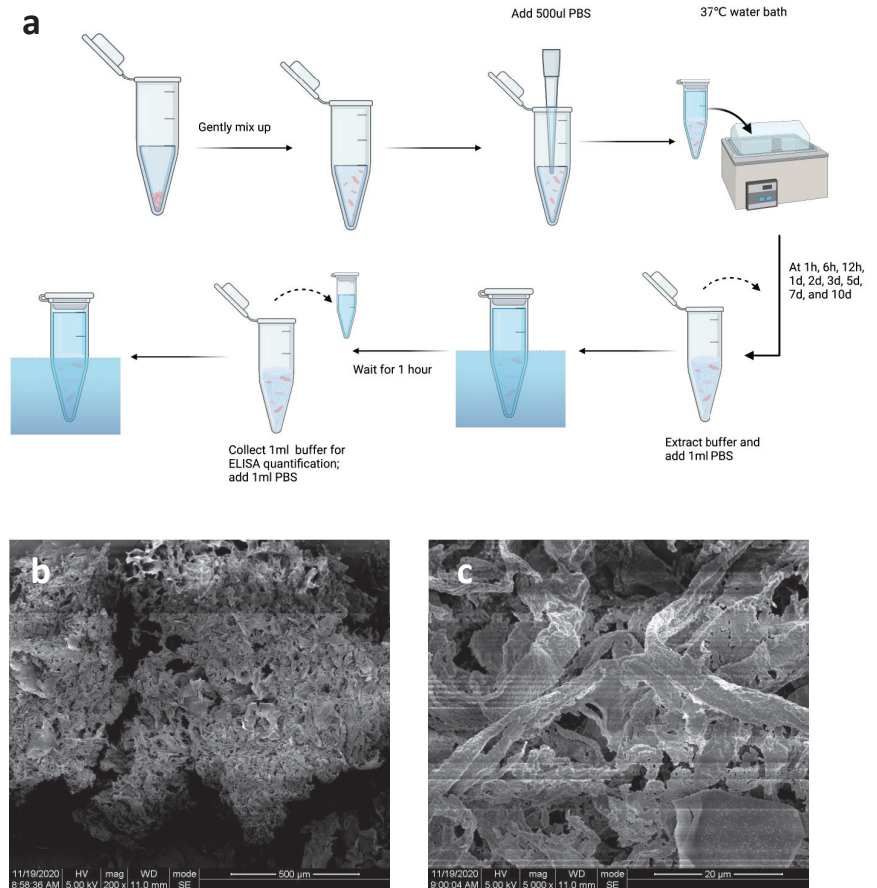 a
Add 500ul PBS
37℃ water bath
Gently mix up
At 1h, 6h, 12h,
1d, 2d, 3d, 5d,
7d, and 10d
Wait for 1 hour
Collect 1ml buffer for
ELISA quantification;
add 1ml PBS
Extract buffer and
add 1ml PBS
b
11/19/2020 HV mag WD mode
8:58:36 AM 5.00 kV 200 x 11.0 mm SE
500 µm
c
11/19/2020 HV mag WD mode
9:00:04 AM 5.00 kV 5 000 x 11.0 mm SE
20 µm